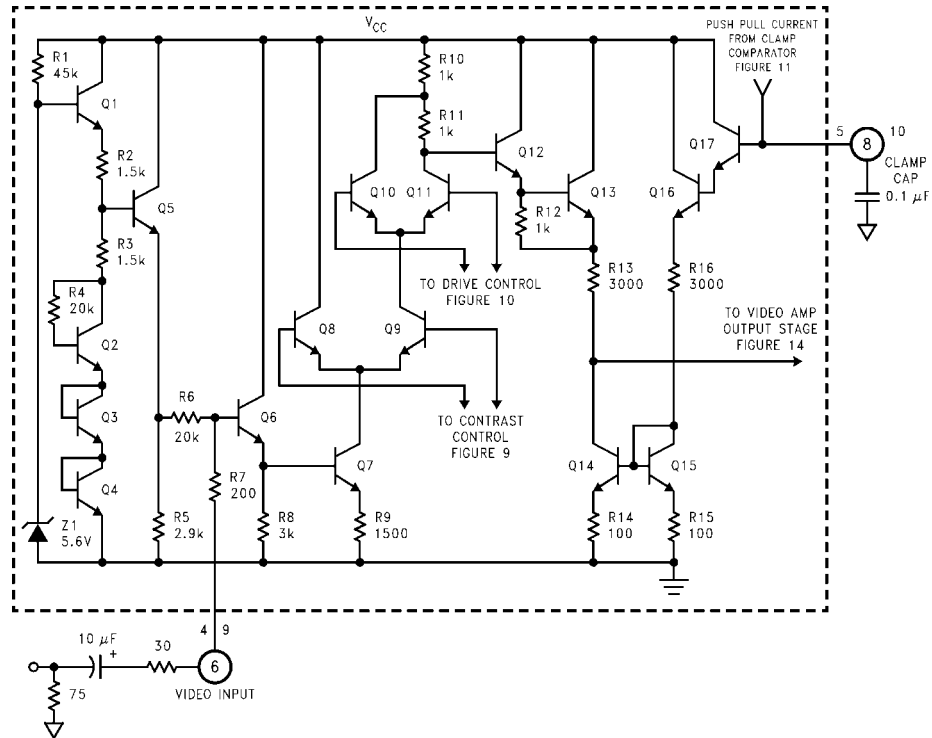 VCC
PUSH PULL CURRENT
FROM CLAMP
COMPARATOR
FIGURE 11
R1
45k
Q1
R2
1.5k
Q5
R3
1.5k
R4
20k
Q2
Q3
Q4
Z1
5.6V
R5
2.9k
R6
20k
R7
200
Q6
R8
3k
Q7
R9
1500
Q8
Q9
TO CONTRAST
CONTROL
FIGURE 9
R10
1k
R11
1k
Q10
Q11
TO DRIVE CONTROL
FIGURE 10
Q12
R12
1k
Q13
R13
3000
Q16
Q17
R16
3000
TO VIDEO AMP
OUTPUT STAGE
FIGURE 14
Q14
Q15
R14
100
R15
100
5
8
10
CLAMP
CAP
0.1 μF
4
9
10 μF
+
30
6
VIDEO INPUT
75